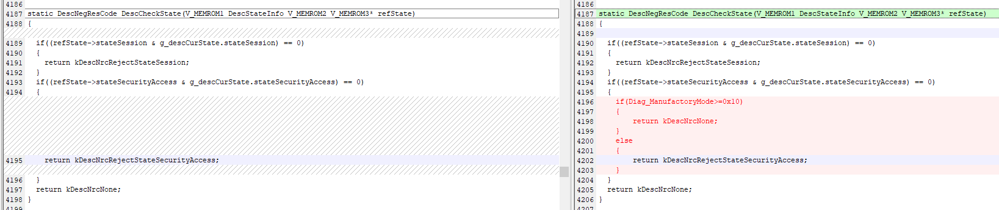 4186
4187 static DescNegResCode DescCheckState(V_MEMROM1 DescStateInfo V_MEMROM2 V_MEMROM3* refState)
4188 {
4189 if((refState->stateSession & g_descCurState.stateSession) == 0)
4190 {
4191 return kDescNrcRejectStateSession;
4192 }
4193 if((refState->stateSecurityAccess & g_descCurState.stateSecurityAccess) == 0)
4194 {
4195 return kDescNrcRejectStateSecurityAccess;
4196 }
4197 return kDescNrcNone;
4198 }
4199
4186
4187 static DescNegResCode DescCheckState(V_MEMROM1 DescStateInfo V_MEMROM2 V_MEMROM3* refState)
4188 {
4189
4190 if((refState->stateSession & g_descCurState.stateSession) == 0)
4191 {
4192 return kDescNrcRejectStateSession;
4193 }
4194 if((refState->stateSecurityAccess & g_descCurState.stateSecurityAccess) == 0)
4195 {
4196 if(Diag_ManufactoryMode>=0x10)
4197 {
4198 return kDescNrcNone;
4199 }
4200 else
4201 {
4202 return kDescNrcRejectStateSecurityAccess;
4203 }
4204 }
4205 return kDescNrcNone;
4206 }
4207